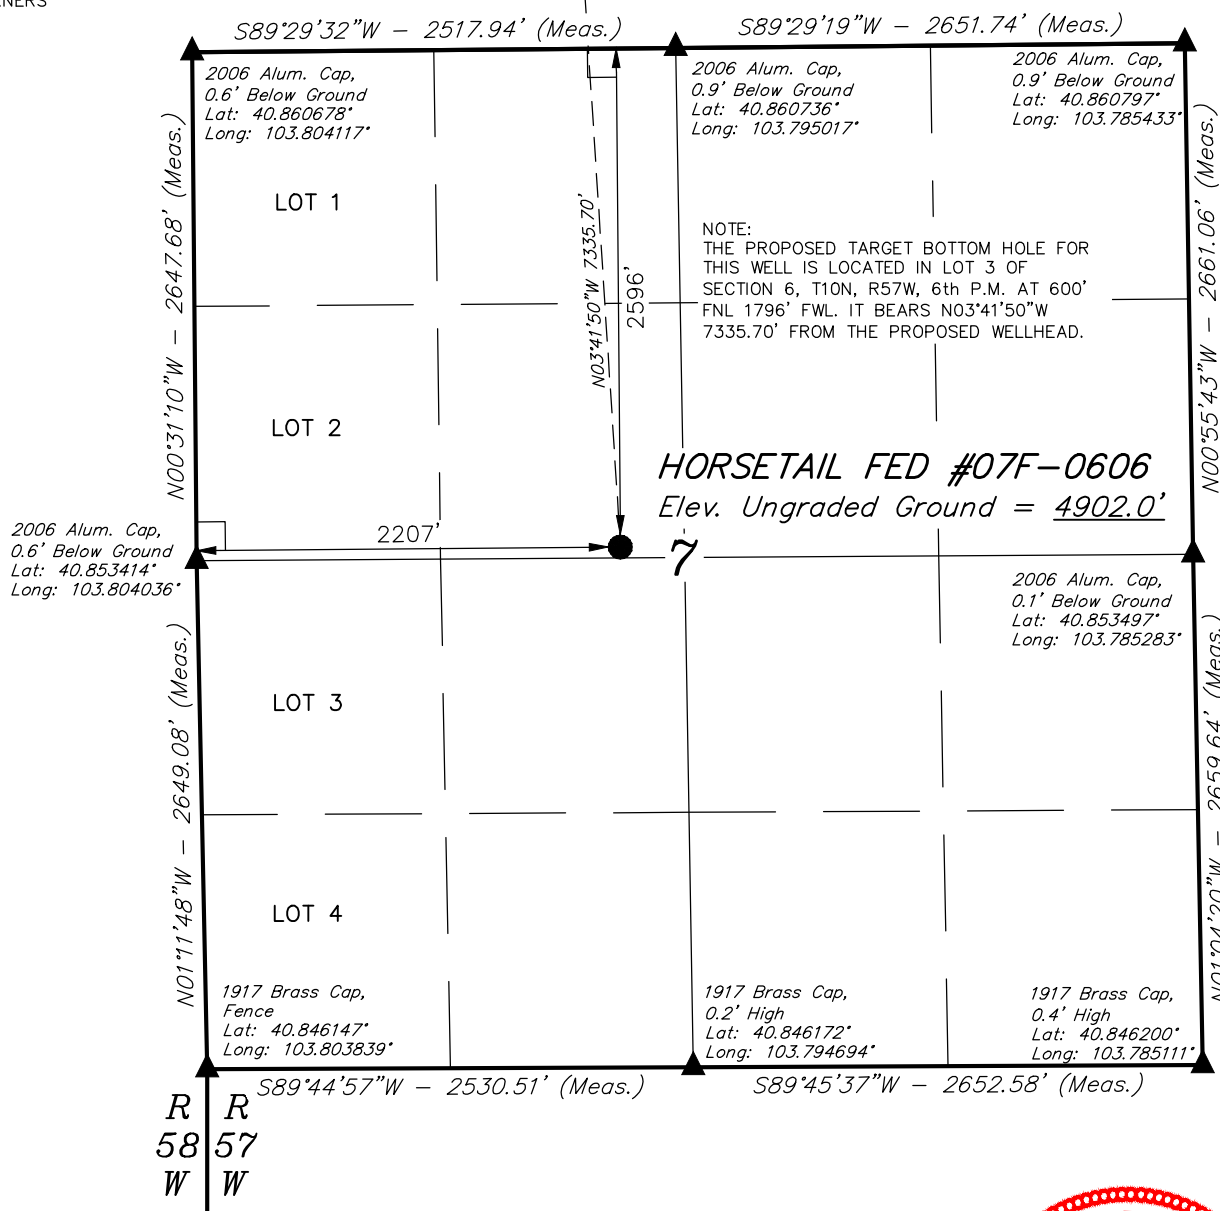 S89°29'32"W - 2517.94' (Meas.)
S89°29'19"W - 2651.74' (Meas.)
2006 Alum. Cap,
0.6' Below Ground
Lat: 40.860678°
Long: 103.804117°
2006 Alum. Cap,
0.9' Below Ground
Lat: 40.860736°
Long: 103.795017°
2006 Alum. Cap,
0.9' Below Ground
Lat: 40.860797°
Long: 103.785433°
N00°31'10"W - 2647.68' (Meas.)
LOT 1
N03°41'50"W 7335.70'
2596'
NOTE:
THE PROPOSED TARGET BOTTOM HOLE FOR
THIS WELL IS LOCATED IN LOT 3 OF
SECTION 6, T10N, R57W, 6th P.M. AT 600'
FNL 1796' FWL. IT BEARS N03°41'50"W
7335.70' FROM THE PROPOSED WELLHEAD.
N00°55'43"W - 2661.06' (Meas.)
LOT 2
HORSETAIL FED #07F-0606
Elev. Ungraded Ground = 4902.0'
2006 Alum. Cap,
0.6' Below Ground
Lat: 40.853414°
Long: 103.804036°
2207'
7
2006 Alum. Cap,
0.1' Below Ground
Lat: 40.853497°
Long: 103.785283°
N01°11'48"W - 2649.08' (Meas.)
LOT 3
N01°04'20"W - 2659.64' (Meas.)
LOT 4
1917 Brass Cap,
Fence
Lat: 40.846147°
Long: 103.803839°
1917 Brass Cap,
0.2' High
Lat: 40.846172°
Long: 103.794694°
1917 Brass Cap,
0.4' High
Lat: 40.846200°
Long: 103.785111°
S89°44'57"W - 2530.51' (Meas.)
S89°45'37"W - 2652.58' (Meas.)
R R
58 57
W W